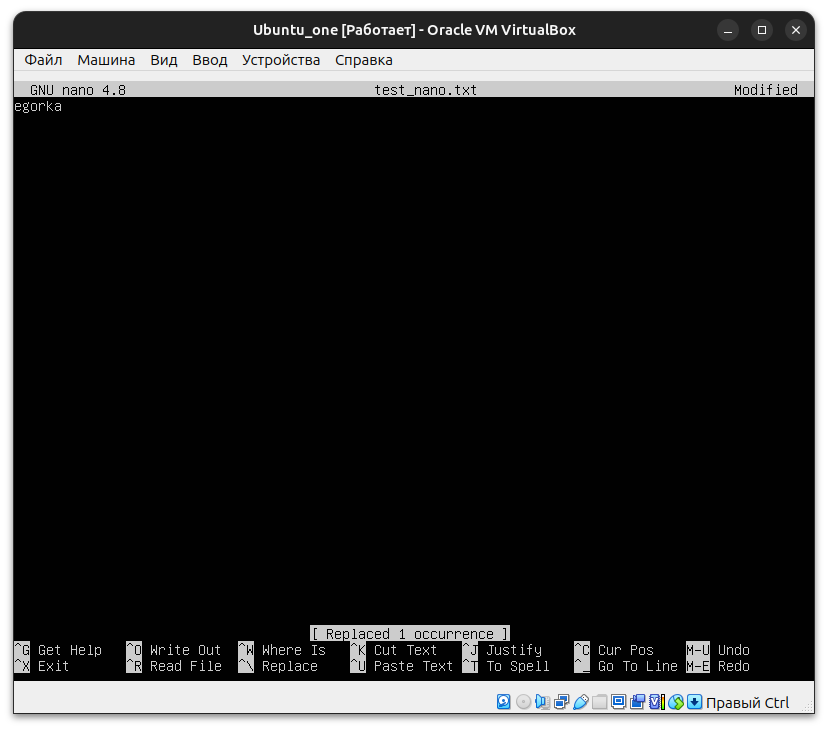 Ubuntu_one [Работает] - Oracle VM VirtualBox
Файл Машина Вид Ввод Устройства Справка
GNU nano 4.8 test_nano.txt Modified
egorka
[ Replaced 1 occurrence ]
^G Get Help ^O Write Out ^W Where Is ^K Cut Text ^J Justify ^C Cur Pos M-U Undo
^X Exit ^R Read File ^\ Replace ^U Paste Text ^T To Spell ^_ Go To Line M-E Redo
Правый Ctrl